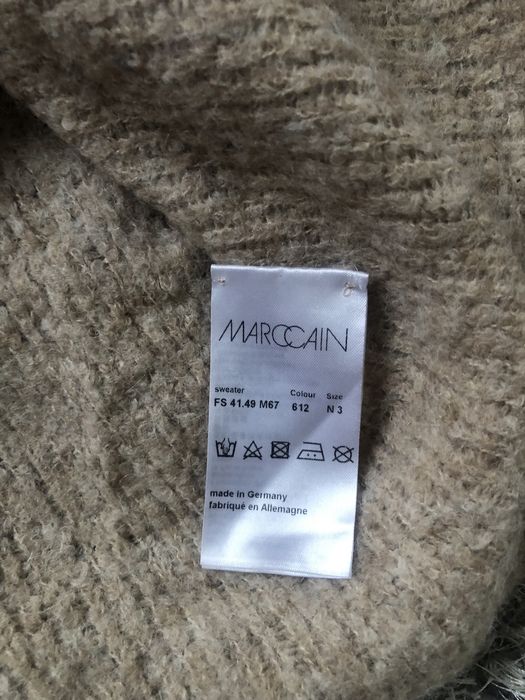 MARCCAIN
sweater Colour Size
FS 41.49 M67 612 N 3
made in Germany
fabriqué en Allemagne